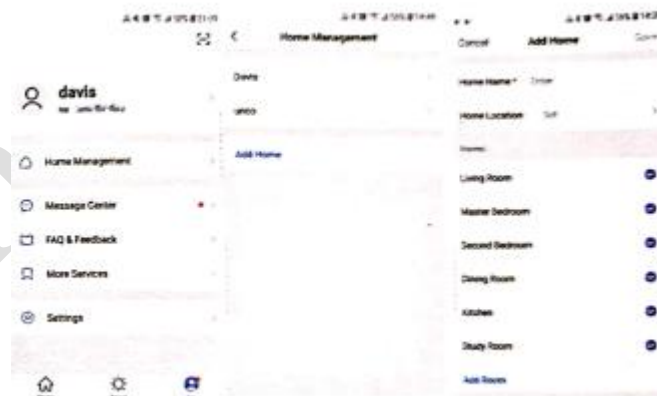 davis
Home Management
Message Center
FAQ & Feedback
More Services
Settings
Home Management
Davis
Add Home
Cancel
Add Home
Home Name*
Home Location
Living Room
Master Bedroom
Second Bedroom
Dining Room
Kitchen
Study Room
Add Room